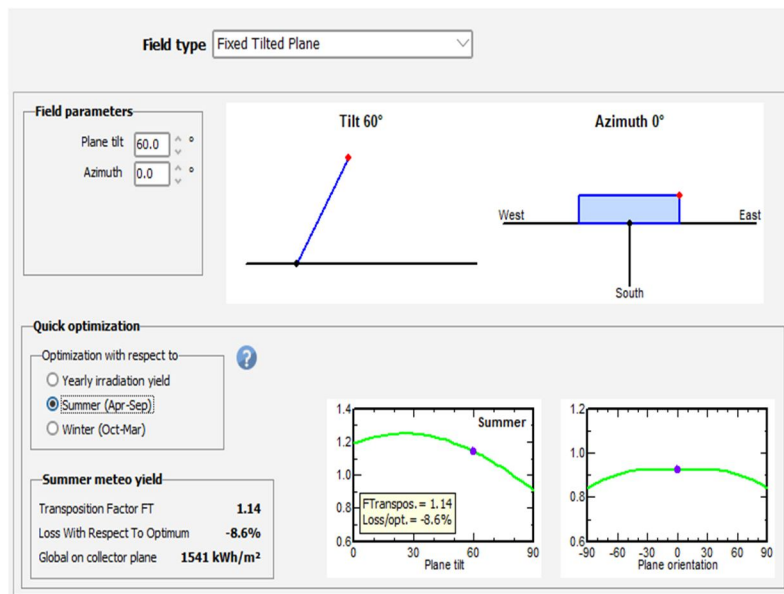 Field type Fixed Tilted Plane
Field parameters
Plane tilt 60.0 °
Azimuth 0.0 °
Tilt 60°
Azimuth 0°
West East
South
Quick optimization
Optimization with respect to
Yearly irradiation yield
Summer (Apr-Sep)
Winter (Oct-Mar)
?
Summer meteo yield
Transposition Factor FT 1.14
Loss With Respect To Optimum -8.6%
Global on collector plane 1541 kWh/m²
1.4
1.2
1.0
0.8
0.6
Summer
FTranspos.= 1.14
Loss/opt.= -8.6%
0 30 60 90
Plane tilt
1.2
1.0
0.8
0.6
-90 -60 -30 0 30 60 90
Plane orientation